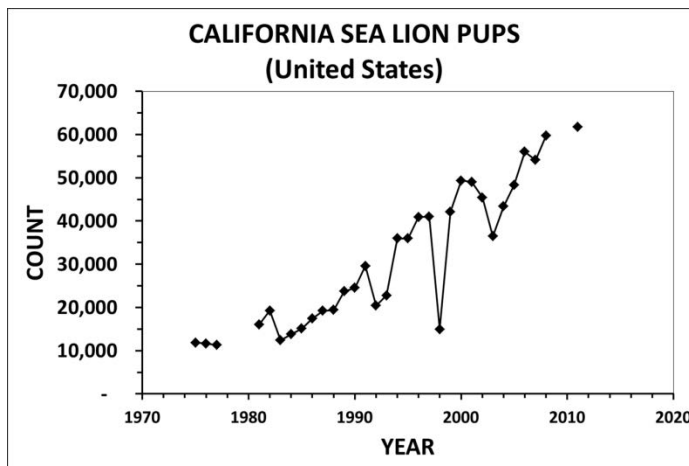 CALIFORNIA SEA LION PUPS
(United States)
70,000
60,000
50,000
40,000
30,000
20,000
10,000
-
COUNT
1970 1980 1990 2000 2010 2020
YEAR